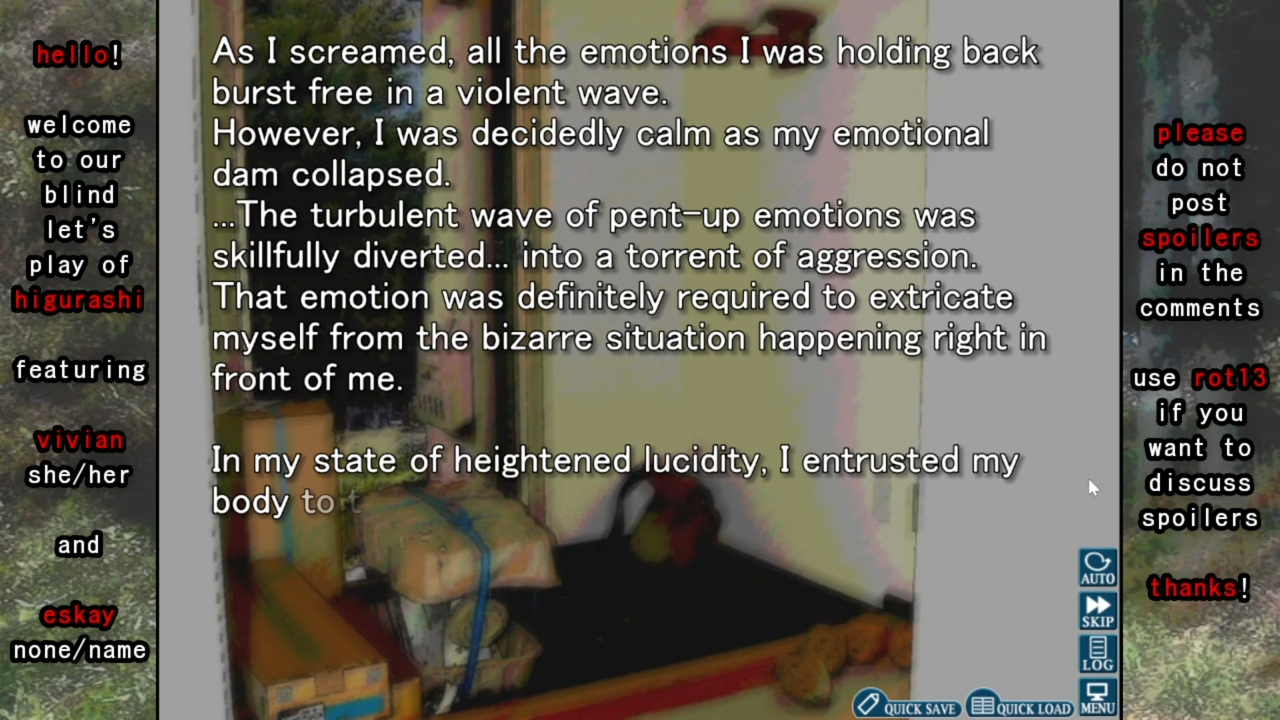 hello!
welcome
to our
blind
let's
play of
higurashi
featuring
vivian
she/her
and
eskay
none/name
As I screamed, all the emotions I was holding back
burst free in a violent wave.
However, I was decidedly calm as my emotional
dam collapsed.
...The turbulent wave of pent-up emotions was
skillfully diverted... into a torrent of aggression.
That emotion was definitely required to extricate
myself from the bizarre situation happening right in
front of me.
In my state of heightened lucidity, I entrusted my
body to t
AUTO
SKIP
LOG
MENU
QUICK SAVE
QUICK LOAD
please
do not
post
spoilers
in the
comments
use rot13
if you
want to
discuss
spoilers
thanks!